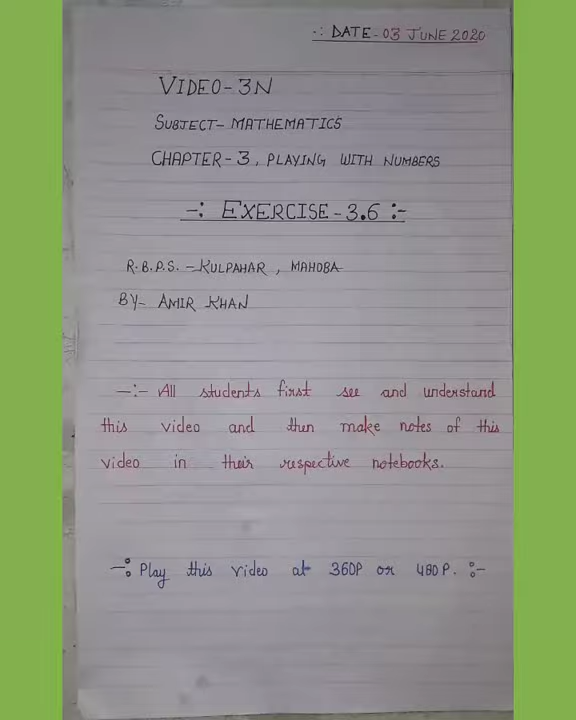 -: DATE-03 JUNE 2020
VIDEO-3N
SUBJECT-MATHEMATICS
CHAPTER-3, PLAYING WITH NUMBERS
-: EXERCISE-3.6 :-
R.B.P.S. -KULPAHAR, MAHOBA
BY- AMIR KHAN
-:- All students first see and understand
this video and then make notes of this
video in their respective notebooks.
-: Play this video at 360P or 480P. :-